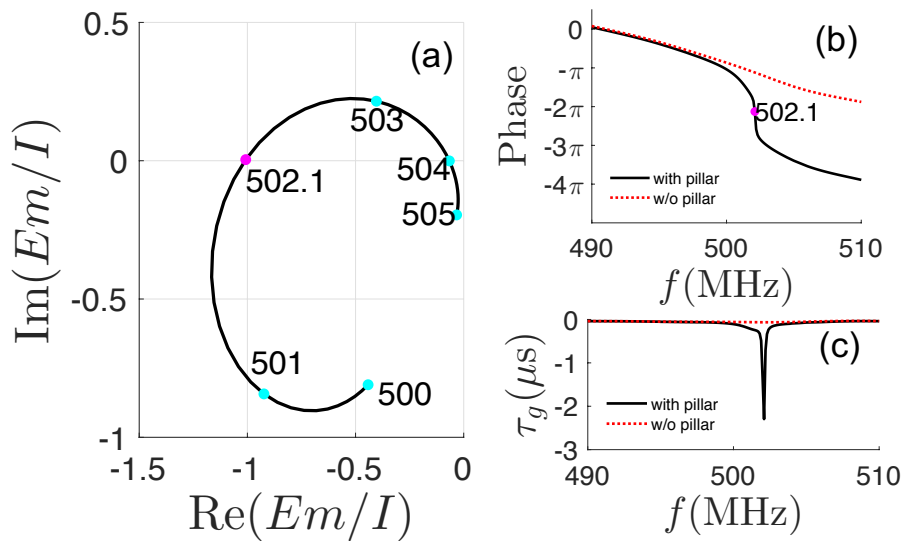 (a)
0.5
0
-0.5
-1
Im(Em/I)
503
504
502.1
505
501
500
-1.5
-1
-0.5
0
Re(Em/I)
(b)
0
-π
-2π
-3π
-4π
Phase
502.1
with pillar
w/o pillar
490
500
510
f(MHz)
(c)
0
-1
-2
-3
τg(μs)
with pillar
w/o pillar
490
500
510
f(MHz)